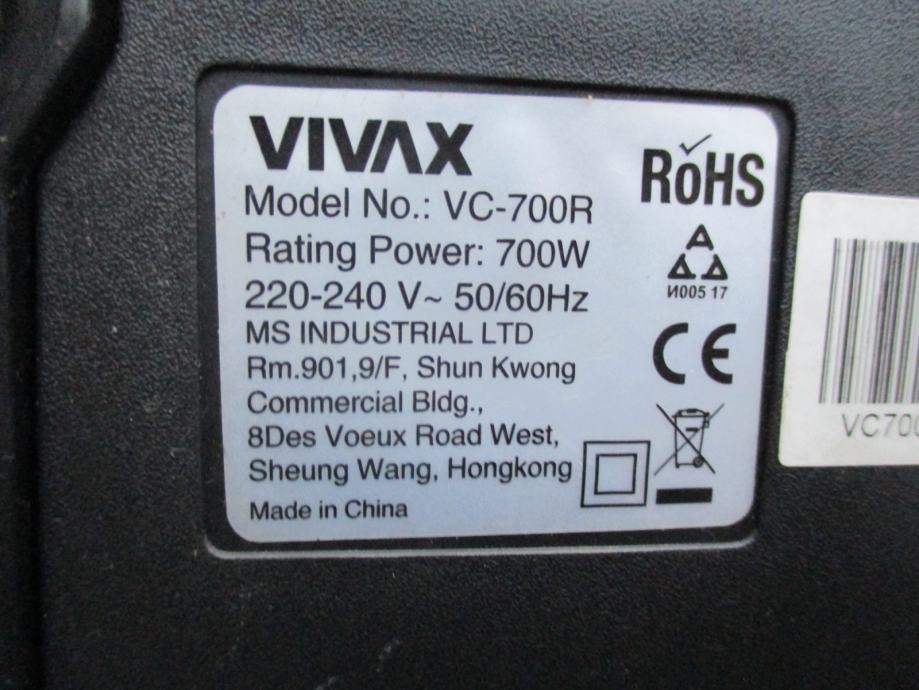 VIVAX
Model No.: VC-700R
Rating Power: 700W
220-240 V~ 50/60Hz
MS INDUSTRIAL LTD
Rm.901,9/F, Shun Kwong
Commercial Bldg.,
8Des Voeux Road West,
Sheung Wang, Hongkong
Made in China
RoHS
AAA
И005 17
CE
VC700